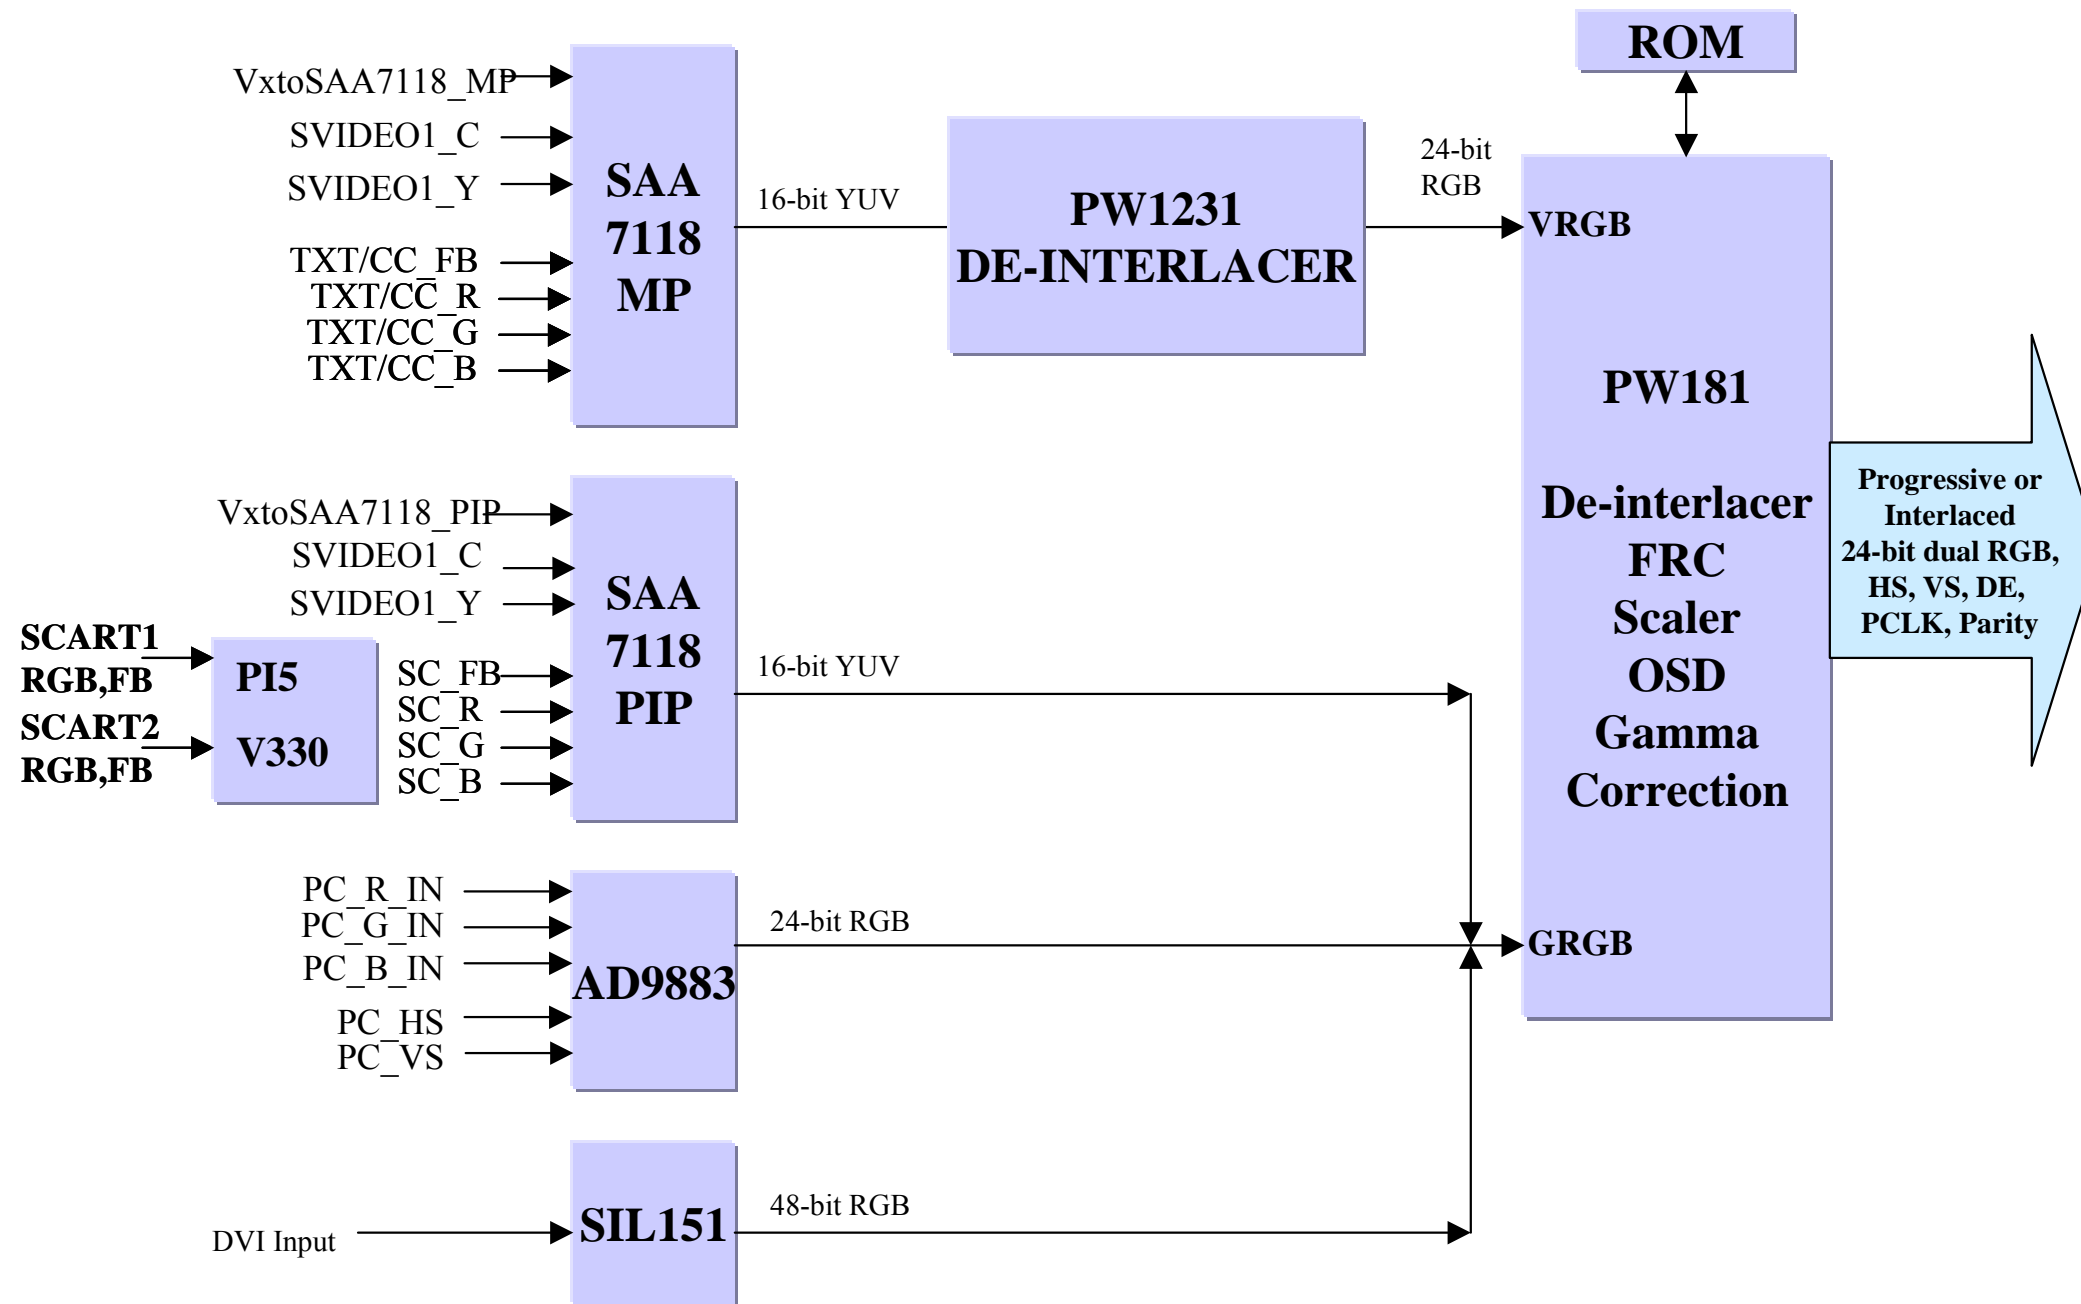 ROM
VxtoSAA7118_MP
SVIDEO1_C
SVIDEO1_Y
TXT/CC_FB
TXT/CC_R
TXT/CC_G
TXT/CC_B
SAA
7118
MP
16-bit YUV
PW1231
DE-INTERLACER
24-bit
RGB
VRGB
PW181
De-interlacer
FRC
Scaler
OSD
Gamma
Correction
GRGB
Progressive or
Interlaced
24-bit dual RGB,
HS, VS, DE,
PCLK, Parity
VxtoSAA7118_PIP
SVIDEO1_C
SVIDEO1_Y
SCART1
RGB,FB
SCART2
RGB,FB
PI5
V330
SC_FB
SC_R
SC_G
SC_B
SAA
7118
PIP
16-bit YUV
PC_R_IN
PC_G_IN
PC_B_IN
PC_HS
PC_VS
AD9883
24-bit RGB
DVI Input
SIL151
48-bit RGB